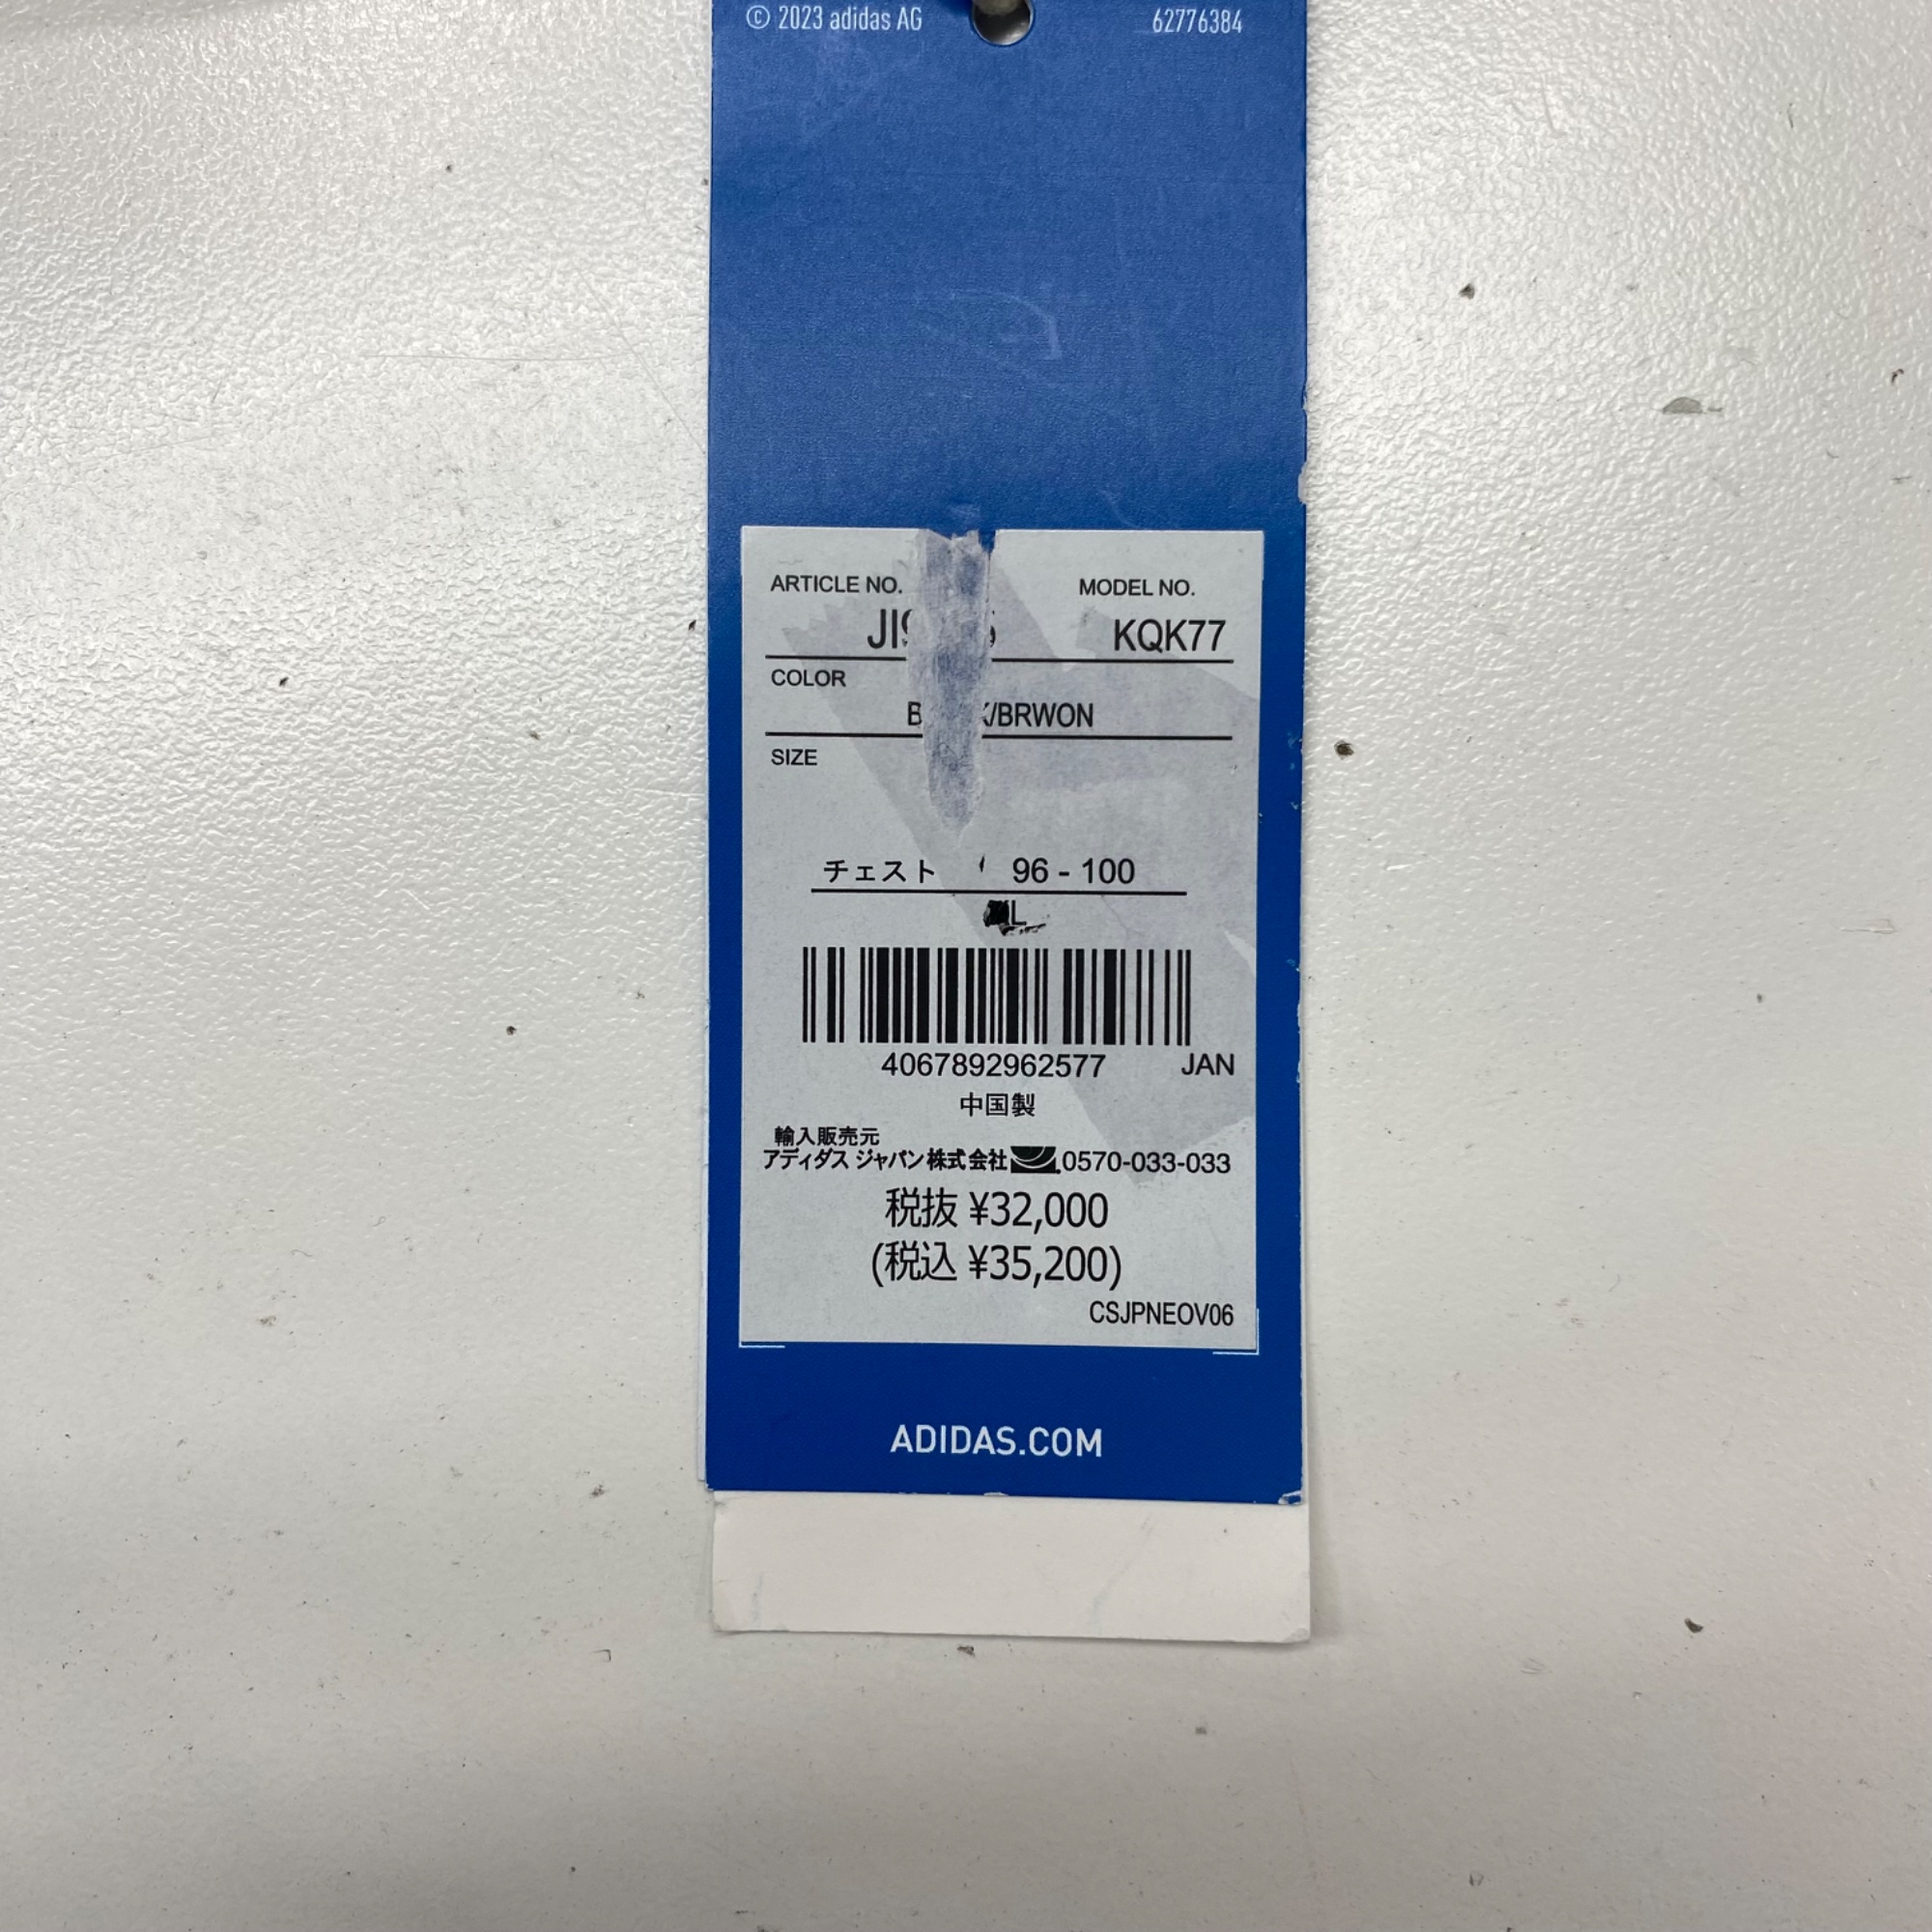 © 2023 adidas AG 62776384
ARTICLE NO. MODEL NO.
KQK77
COLOR
/BRWON
SIZE
チェスト 96 - 100
L
4067892962577 JAN
中国製
輸入販売元
アディダス ジャパン株式会社 0570-033-033
税抜 ¥32,000
(税込 ¥35,200)
CSJPNEOV06
ADIDAS.COM